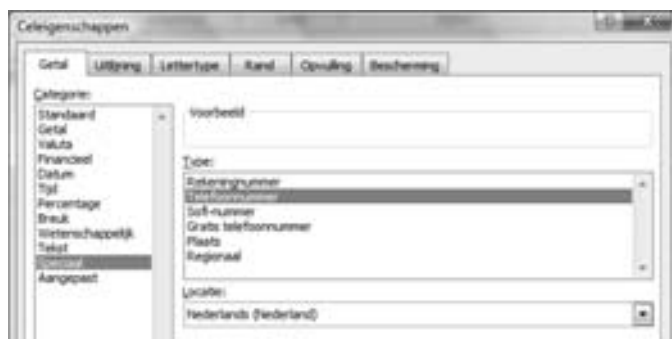 Celeigenschappen
Getal Uitlijning Lettertype Rand Opvulling Bescherming
Categorie:
Standaard
Getal
Valuta
Financieel
Datum
Tijd
Percentage
Breuk
Wetenschappelijk
Tekst
Speciaal
Aangepast
Voorbeeld
Type:
Rekeningnummer
Telefoonnummer
Sofi-nummer
Gratis telefoonnummer
Plaats
Regionaal
Locatie:
Nederlands (Nederland)